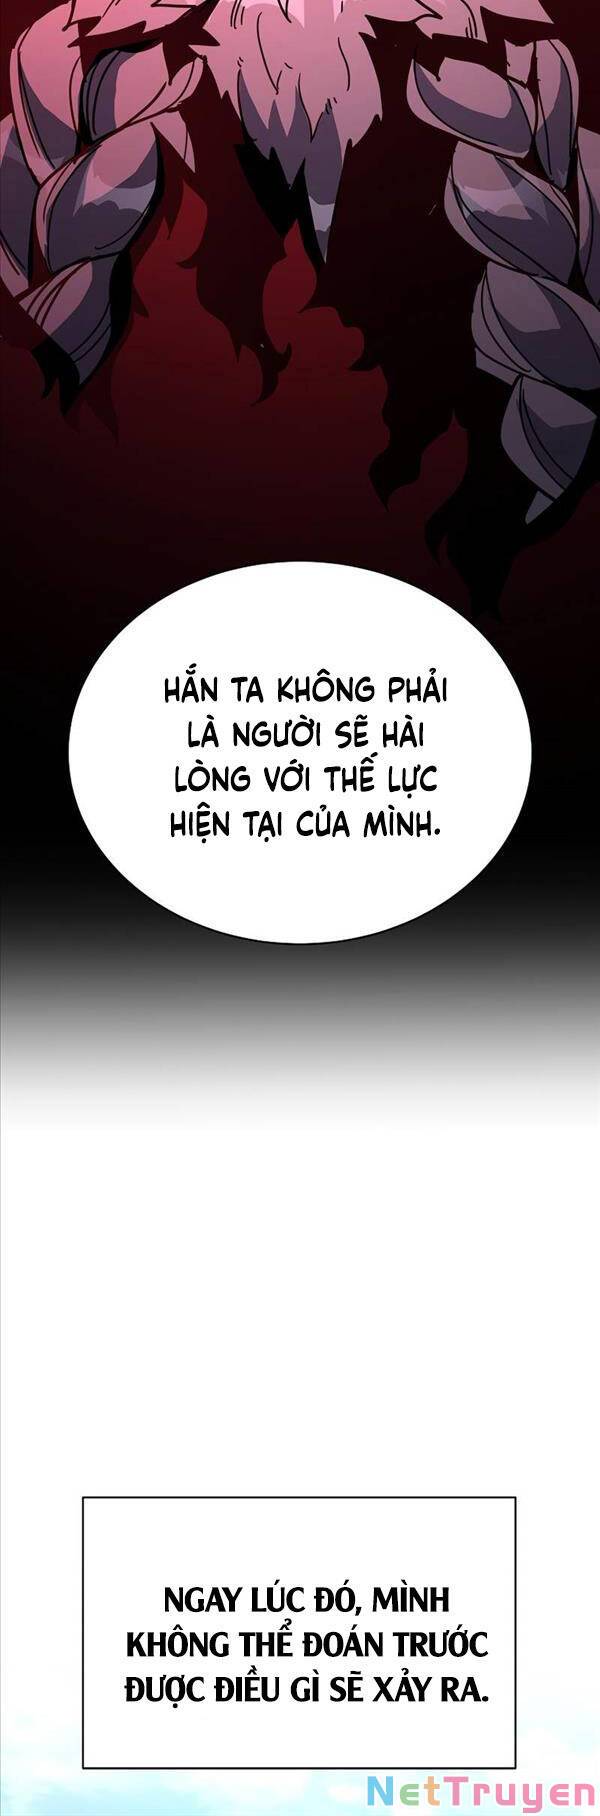 HẮN TA KHÔNG PHẢI
LÀ NGƯỜI SẼ HÀI
LÒNG VỚI THẾ LỰC
HIỆN TẠI CỦA MÌNH.
NGAY LÚC ĐÓ, MÌNH
KHÔNG THỂ ĐOÁN TRƯỚC
ĐƯỢC ĐIỀU GÌ SẼ XẢY RA.
NetTruyen